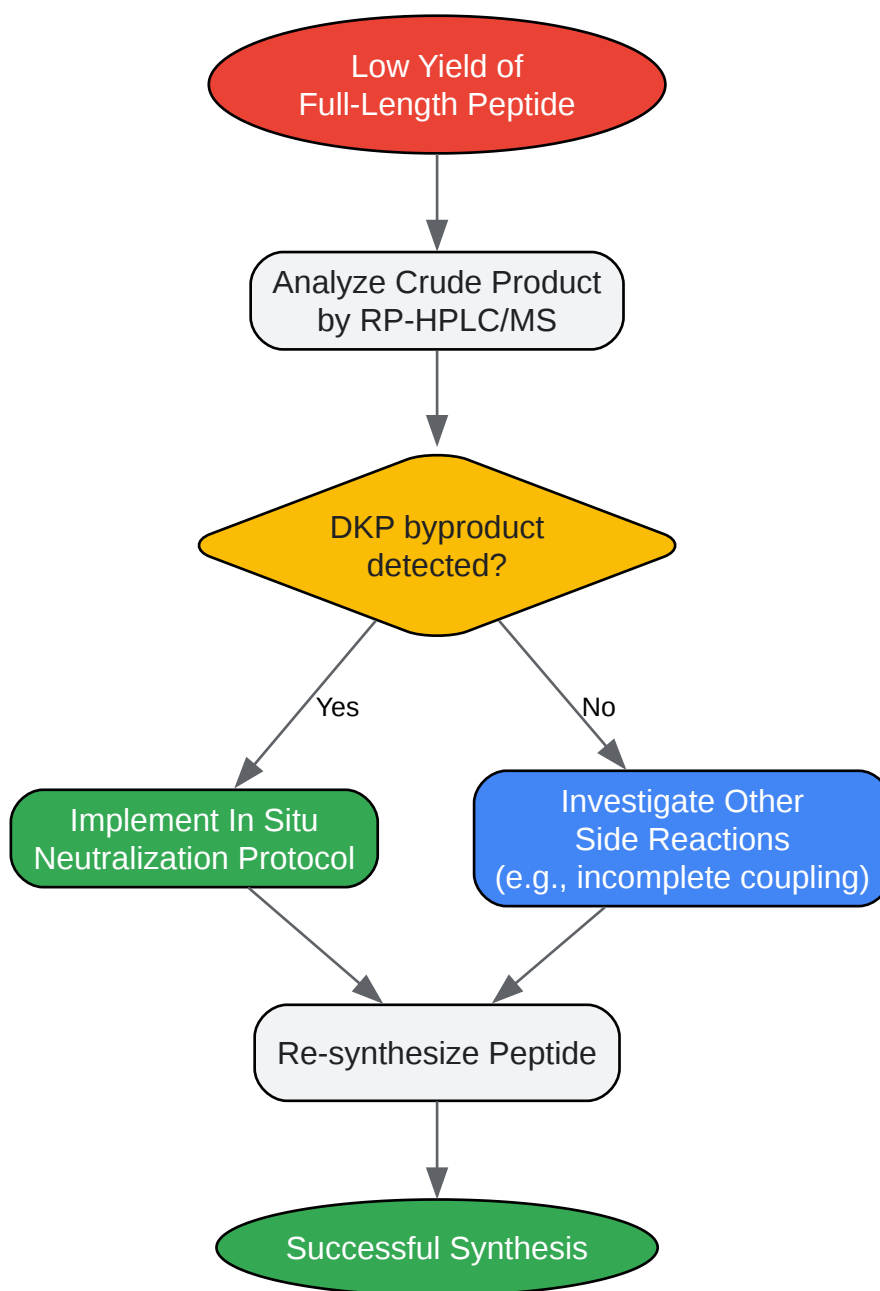 Low Yield of
Full-Length Peptide
Analyze Crude Product
by RP-HPLC/MS
DKP byproduct
detected?
Yes
No
Implement In Situ
Neutralization Protocol
Investigate Other
Side Reactions
(e.g., incomplete coupling)
Re-synthesize Peptide
Successful Synthesis